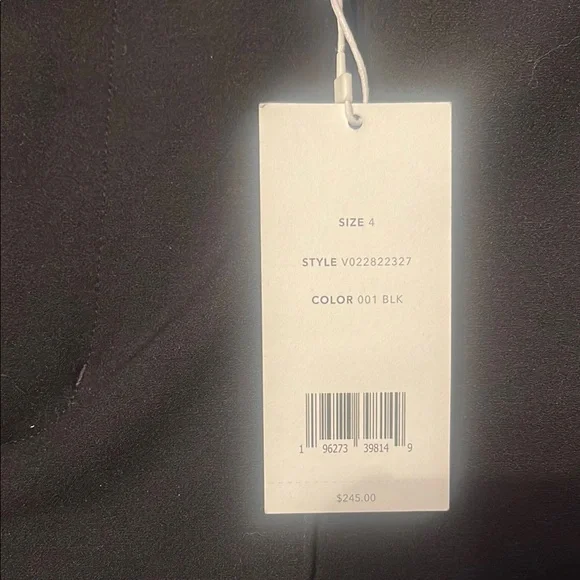 SIZE 4
STYLE V022822327
COLOR 001 BLK
1 96273 39814 9
$245.00